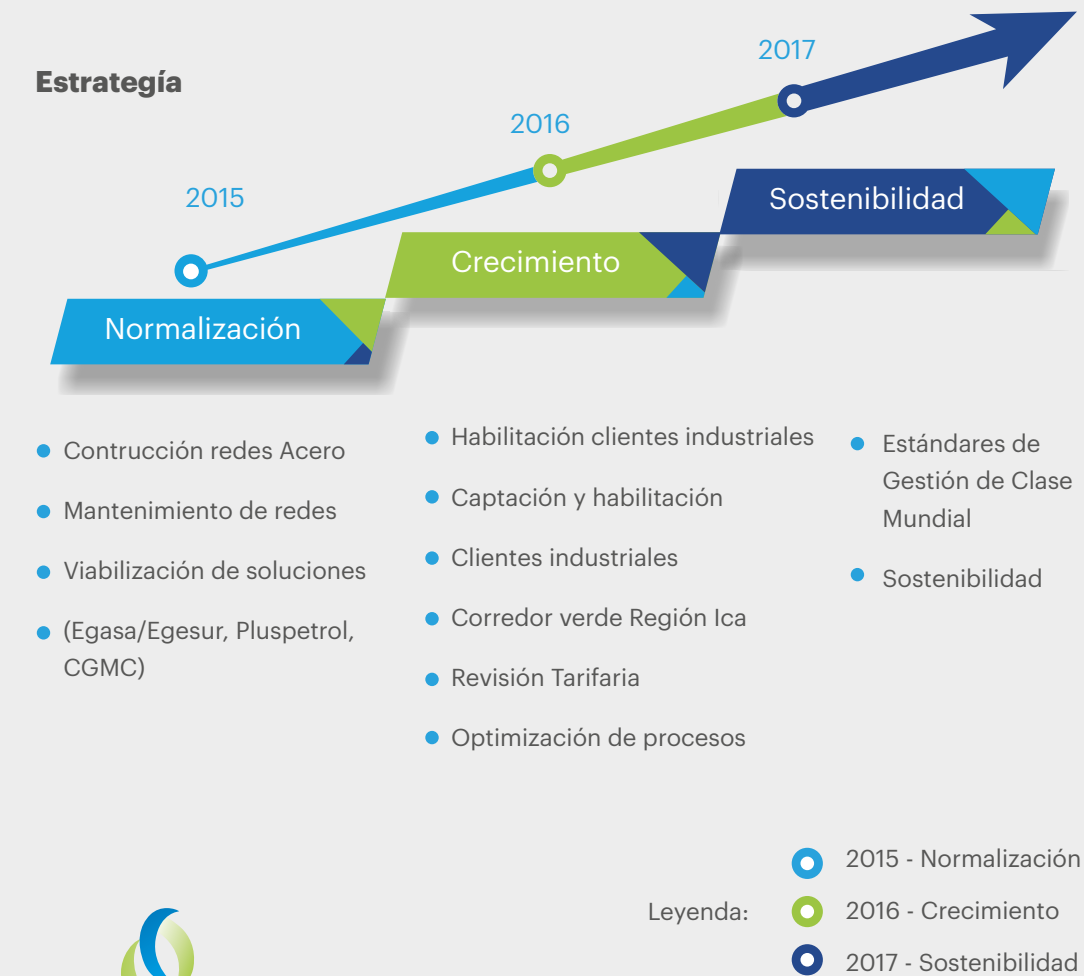 Estrategía
2015
2016
2017
Normalización
Crecimiento
Sostenibilidad
Contrucción redes Acero
Mantenimiento de redes
Viabilización de soluciones
(Egasa/Egesur, Pluspetrol,
CGMC)
Habilitación clientes industriales
Captación y habilitación
Clientes industriales
Corredor verde Región Ica
Revisión Tarifaria
Optimización de procesos
Estándares de
Gestión de Clase
Mundial
Sostenibilidad
Leyenda:
2015 - Normalización
2016 - Crecimiento
2017 - Sostenibilidad